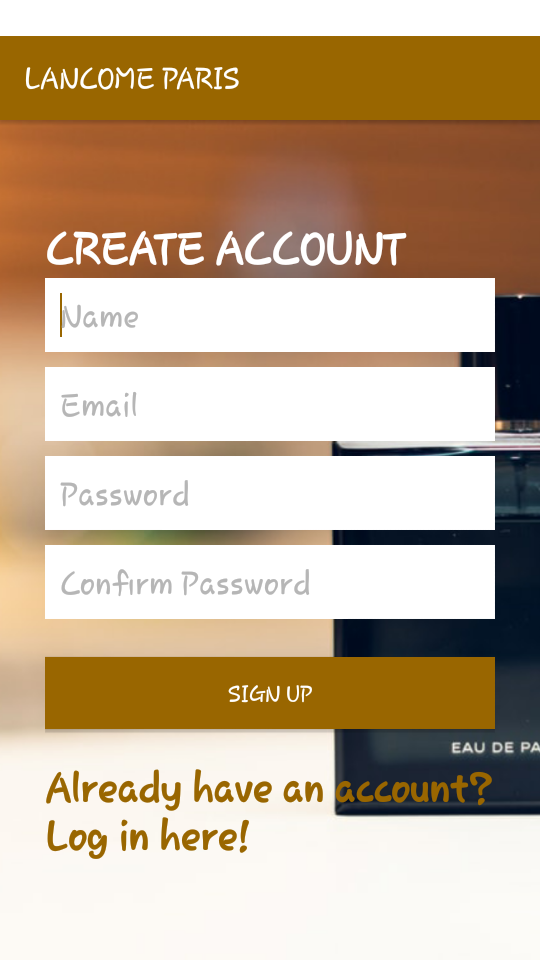 LANCOME PARIS
CREATE ACCOUNT
Name
Email
Password
Confirm Password
SIGN UP
EAU DE PA
Already have an account?
Log in here!